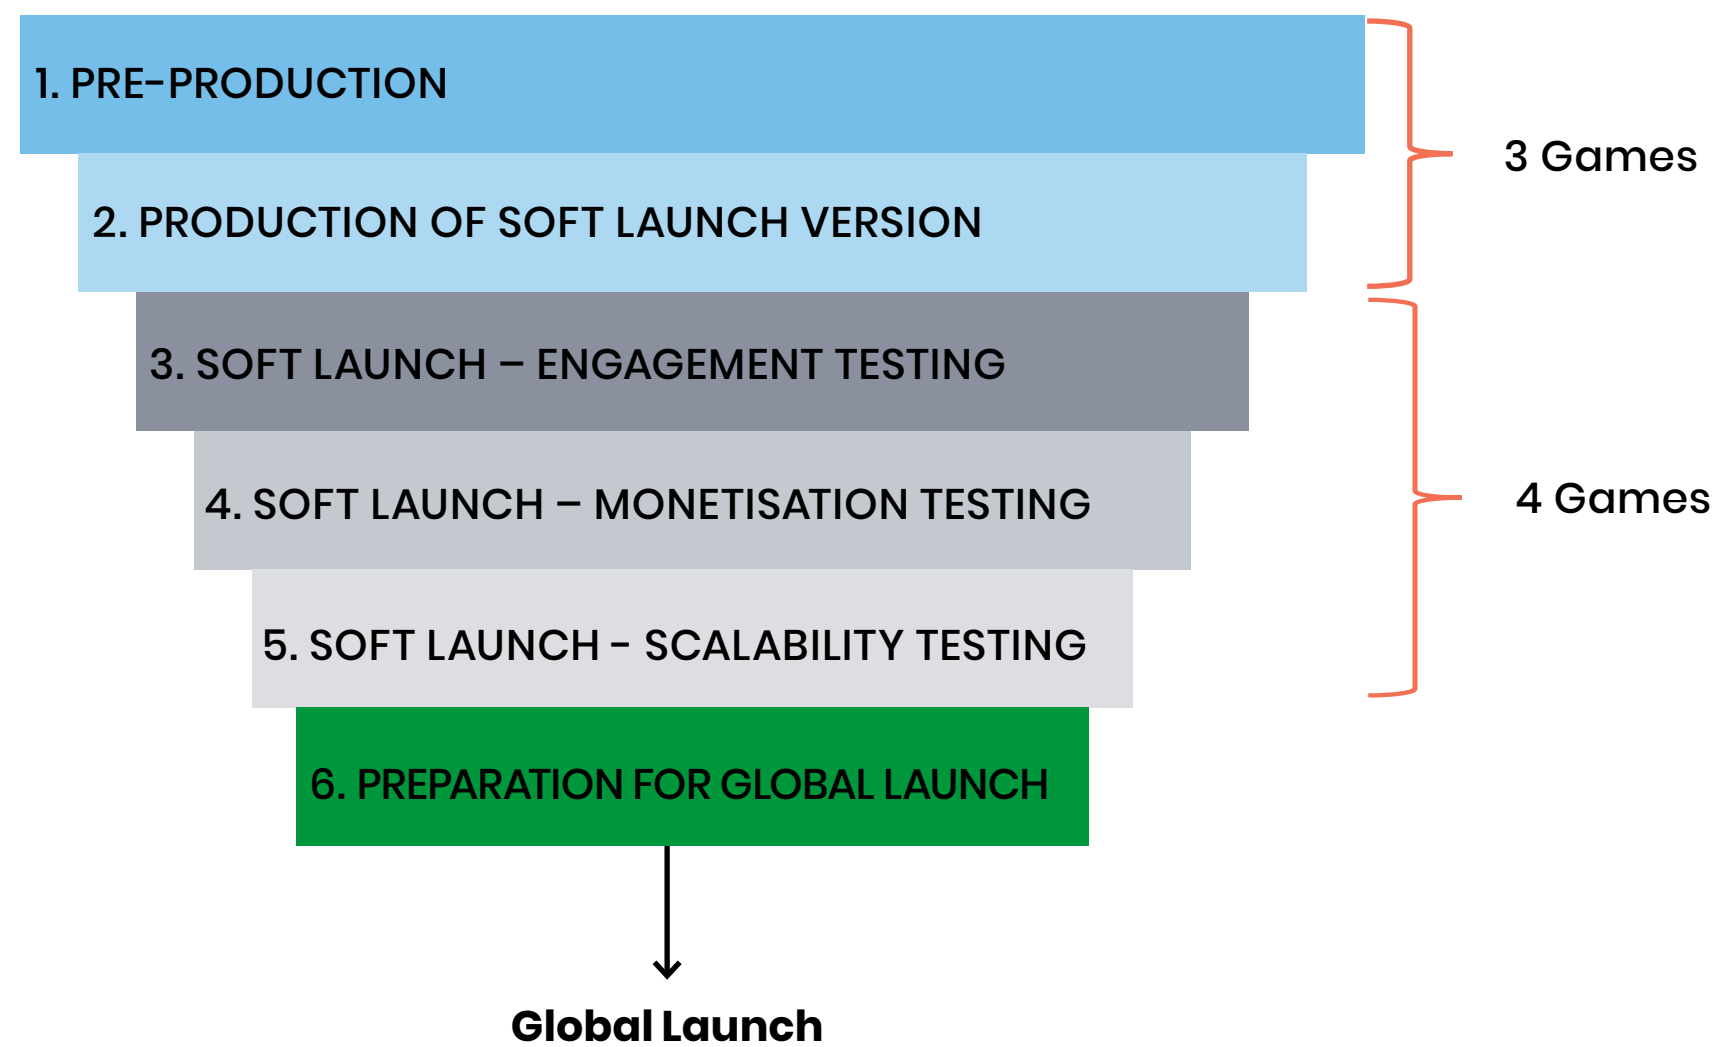 1. PRE-PRODUCTION
2. PRODUCTION OF SOFT LAUNCH VERSION
3 Games
3. SOFT LAUNCH – ENGAGEMENT TESTING
4. SOFT LAUNCH – MONETISATION TESTING
4 Games
5. SOFT LAUNCH - SCALABILITY TESTING
6. PREPARATION FOR GLOBAL LAUNCH
Global Launch